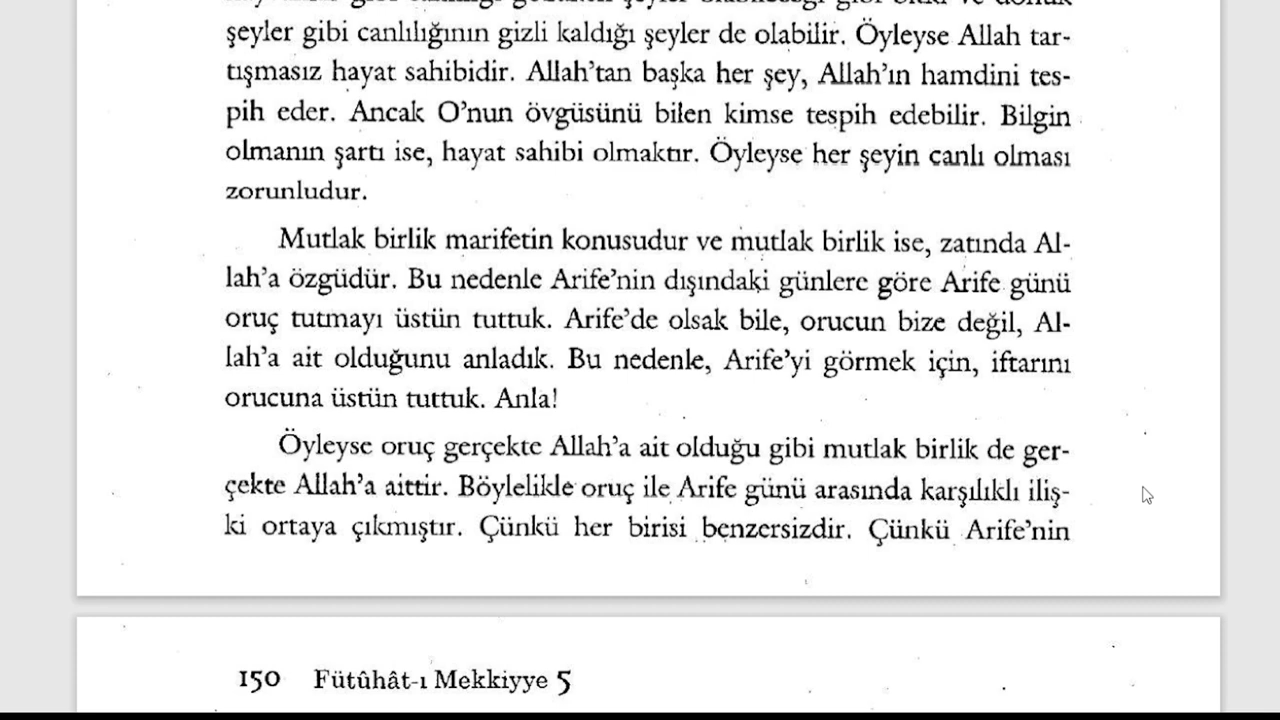 şeyler gibi canlılığının gizli kaldığı şeyler de olabilir. Öyleyse Allah tar-
tışmasız hayat sahibidir. Allah'tan başka her şey, Allah'ın hamdini tes-
pih eder. Ancak O'nun övgüsünü bilen kimse tespih edebilir. Bilgin
olmanın şartı ise, hayat sahibi olmaktır. Öyleyse her şeyin canlı olması
zorunludur.
Mutlak birlik marifetin konusudur ve mutlak birlik ise, zatında Al-
lah'a özgüdür. Bu nedenle Arife'nin dışındaki günlere göre Arife günü
oruç tutmayı üstün tuttuk. Arife'de olsak bile, orucun bize değil, Al-
lah'a ait olduğunu anladık. Bu nedenle, Arife'yi görmek için, iftarını
orucuna üstün tuttuk. Anla!
Öyleyse oruç gerçekte Allah'a ait olduğu gibi mutlak birlik de ger-
çekte Allah'a aittir. Böylelikle oruç ile Arife günü arasında karşılıklı iliş-
ki ortaya çıkmıştır. Çünkü her birisi benzersizdir. Çünkü Arife'nin
150 Fütûhât-ı Mekkiyye 5